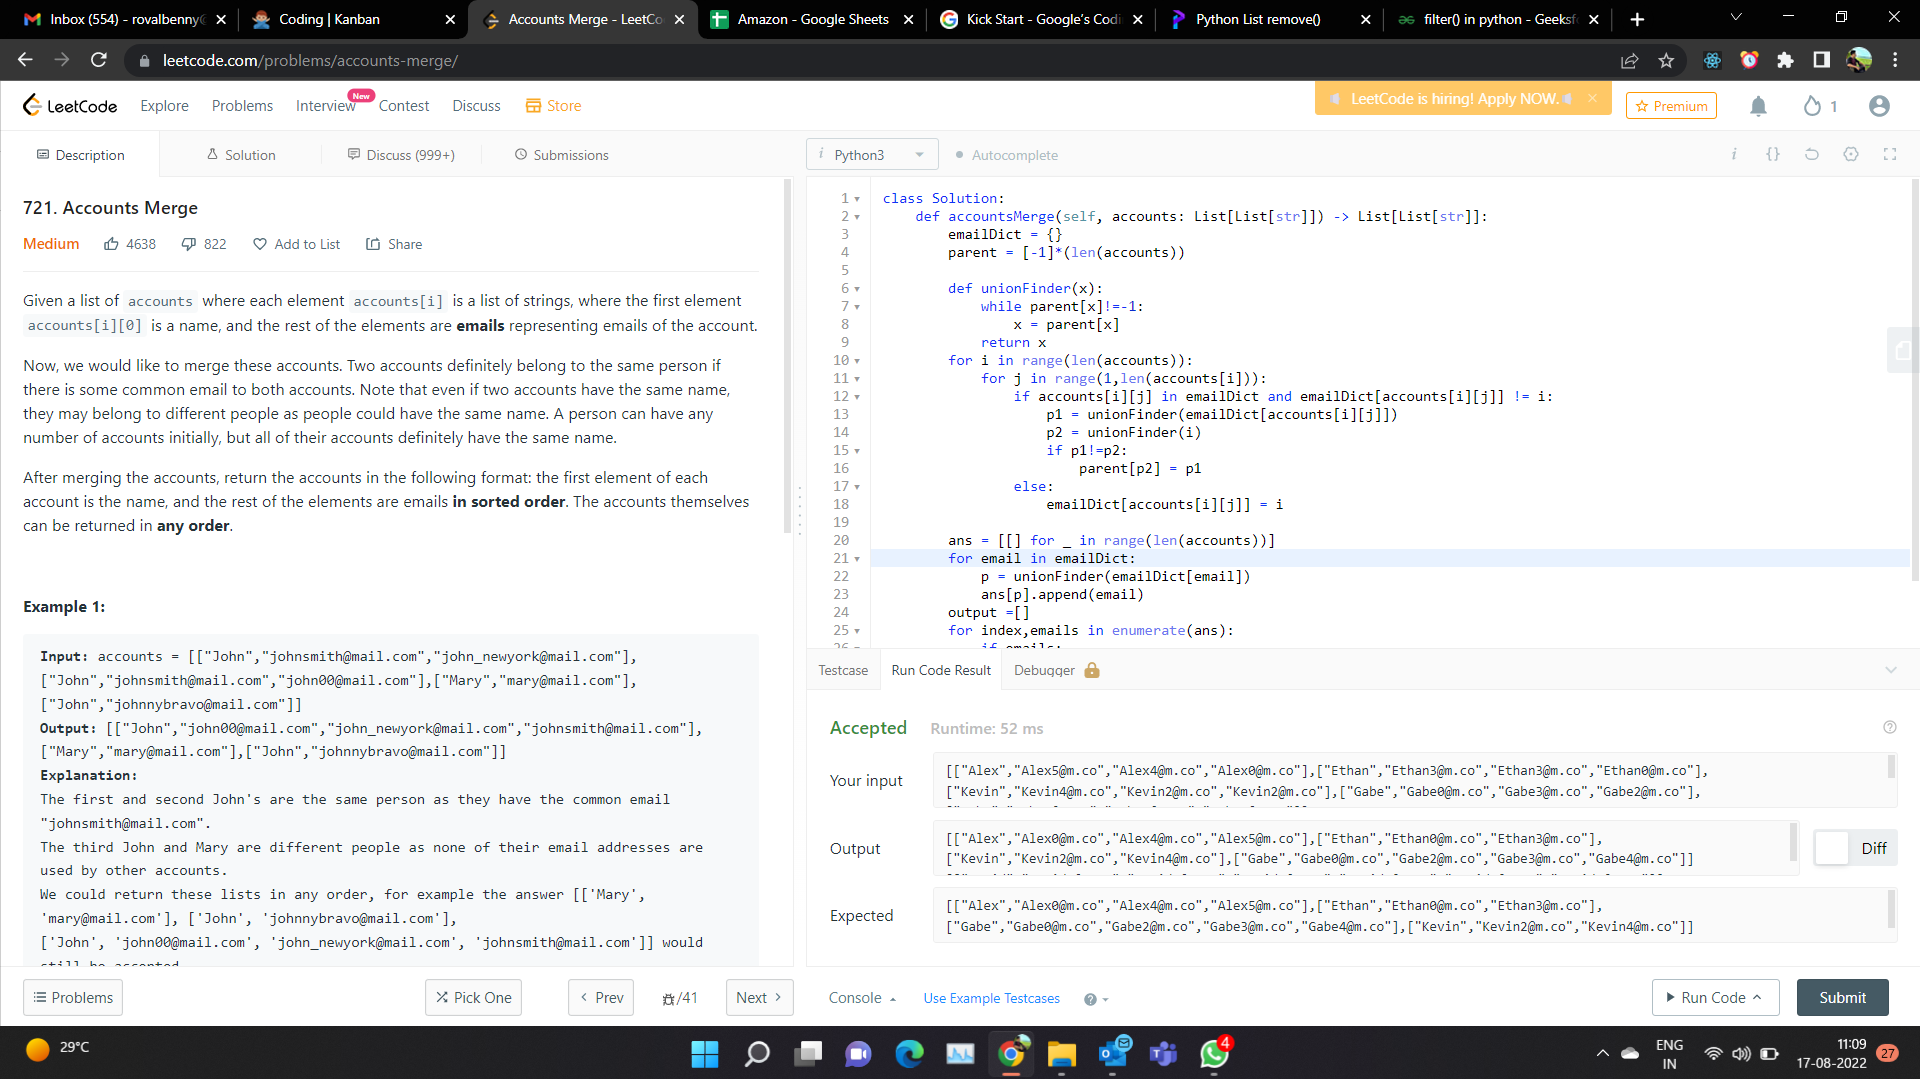 Inbox (554) - rovalbenny@
Coding | Kanban
Accounts Merge - LeetCo
Amazon - Google Sheets
Kick Start - Google's Codi
Python List remove()
filter() in python - Geeksf
leetcode.com/problems/accounts-merge/
LeetCode
Explore
Problems
Interview
New
Contest
Discuss
Store
LeetCode is hiring! Apply NOW.
Premium
1
Description
Solution
Discuss (999+)
Submissions
i Python3
Autocomplete
i {}
721. Accounts Merge
Medium 4638 822 Add to List Share
Given a list of accounts where each element accounts[i] is a list of strings, where the first element
accounts[i][0] is a name, and the rest of the elements are emails representing emails of the account.
Now, we would like to merge these accounts. Two accounts definitely belong to the same person if
there is some common email to both accounts. Note that even if two accounts have the same name,
they may belong to different people as people could have the same name. A person can have any
number of accounts initially, but all of their accounts definitely have the same name.
After merging the accounts, return the accounts in the following format: the first element of each
account is the name, and the rest of the elements are emails in sorted order. The accounts themselves
can be returned in any order.
Example 1:
Input: accounts = [["John","johnsmith@mail.com","john_newyork@mail.com"],
["John","johnsmith@mail.com","john00@mail.com"],["Mary","mary@mail.com"],
["John","johnnybravo@mail.com"]]
Output: [["John","john00@mail.com","john_newyork@mail.com","johnsmith@mail.com"],
["Mary","mary@mail.com"],["John","johnnybravo@mail.com"]]
Explanation:
The first and second John's are the same person as they have the common email
"johnsmith@mail.com".
The third John and Mary are different people as none of their email addresses are
used by other accounts.
We could return these lists in any order, for example the answer [['Mary',
'mary@mail.com'], ['John', 'johnnybravo@mail.com'],
['John', 'john00@mail.com', 'john_newyork@mail.com', 'johnsmith@mail.com']] would
still be accepted
1 class Solution:
2 def accountsMerge(self, accounts: List[List[str]]) -> List[List[str]]:
3 emailDict = {}
4 parent = [-1]*(len(accounts))
5
6 def unionFinder(x):
7 while parent[x]!=-1:
8 x = parent[x]
9 return x
10 for i in range(len(accounts)):
11 for j in range(1,len(accounts[i])):
12 if accounts[i][j] in emailDict and emailDict[accounts[i][j]] != i:
13 p1 = unionFinder(emailDict[accounts[i][j]])
14 p2 = unionFinder(i)
15 if p1!=p2:
16 parent[p2] = p1
17 else:
18 emailDict[accounts[i][j]] = i
19
20 ans = [[] for _ in range(len(accounts))]
21 for email in emailDict:
22 p = unionFinder(emailDict[email])
23 ans[p].append(email)
24 output =[]
25 for index,emails in enumerate(ans):
26 if emails:
Testcase
Run Code Result
Debugger
Accepted Runtime: 52 ms
Your input
[["Alex","Alex5@m.co","Alex4@m.co","Alex0@m.co"],["Ethan","Ethan3@m.co","Ethan3@m.co","Ethan0@m.co"],
["Kevin","Kevin4@m.co","Kevin2@m.co","Kevin2@m.co"],["Gabe","Gabe0@m.co","Gabe3@m.co","Gabe2@m.co"],
Output
[["Alex","Alex0@m.co","Alex4@m.co","Alex5@m.co"],["Ethan","Ethan0@m.co","Ethan3@m.co"],
["Kevin","Kevin2@m.co","Kevin4@m.co"],["Gabe","Gabe0@m.co","Gabe2@m.co","Gabe3@m.co","Gabe4@m.co"]]
Diff
Expected
[["Alex","Alex0@m.co","Alex4@m.co","Alex5@m.co"],["Ethan","Ethan0@m.co","Ethan3@m.co"],
["Gabe","Gabe0@m.co","Gabe2@m.co","Gabe3@m.co","Gabe4@m.co"],["Kevin","Kevin2@m.co","Kevin4@m.co"]]
Problems
Pick One
Prev
/41
Next
Console
Use Example Testcases
Run Code
Submit
29°C
4
ENG
IN
11:09
17-08-2022
27